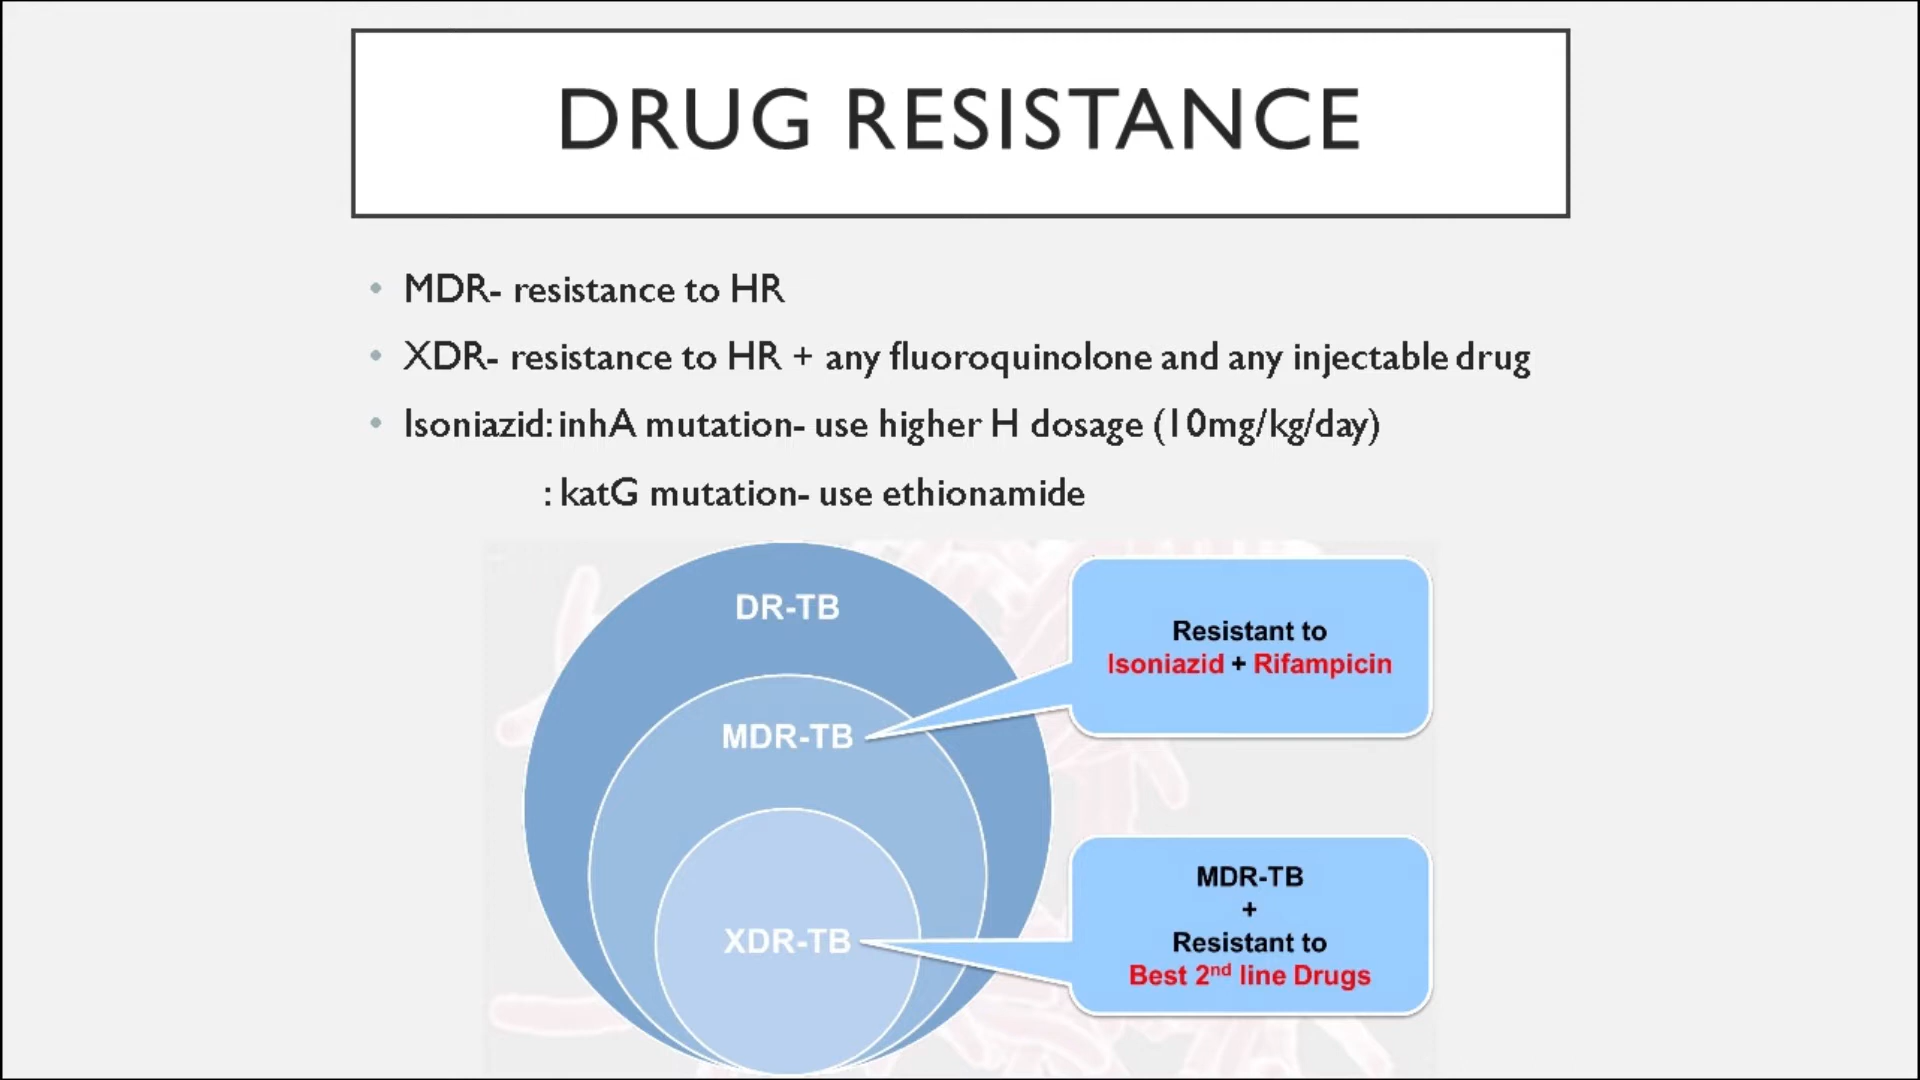 DRUG RESISTANCE
• MDR- resistance to HR
• XDR- resistance to HR + any fluoroquinolone and any injectable drug
• Isoniazid: inhA mutation- use higher H dosage (10mg/kg/day)
: katG mutation- use ethionamide
DR-TB
Resistant to
Isoniazid + Rifampicin
MDR-TB
MDR-TB
+
Resistant to
Best 2nd line Drugs
XDR-TB